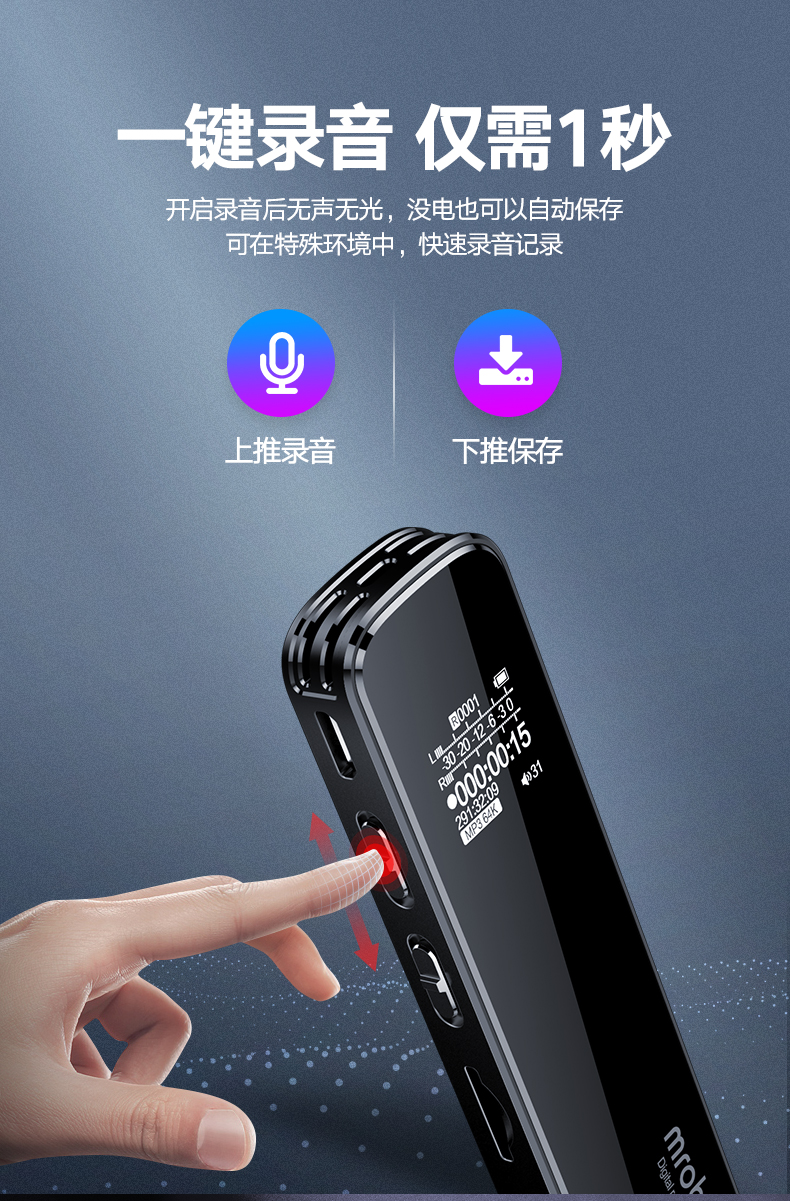 一键录音 仅需1秒
开启录音后无声无光，没电也可以自动保存
可在特殊环境中，快速录音记录
上推录音
下推保存
R0001
L
-30 -20 -12 -6 -3 0
R
000:00:15
291:32:09
31
MP3 64K
mrob
Digital